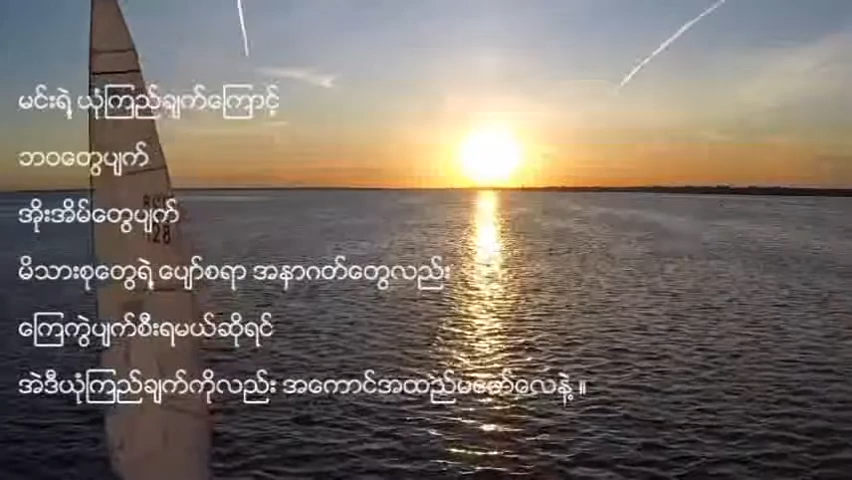 မင်းရဲ့ ယုံကြည်ချက်ကြောင့်
ဘဝတွေပျက်
အိုးအိမ်တွေပျက်
မိသားစုတွေရဲ့ ပျော်စရာ အနာဂတ်တွေလည်း
ကြေကွဲပျက်စီးရမယ်ဆိုရင်
အဲဒီယုံကြည်ချက်ကိုလည်း အကောင်အထည်မဖော်လေနဲ့ ။
28